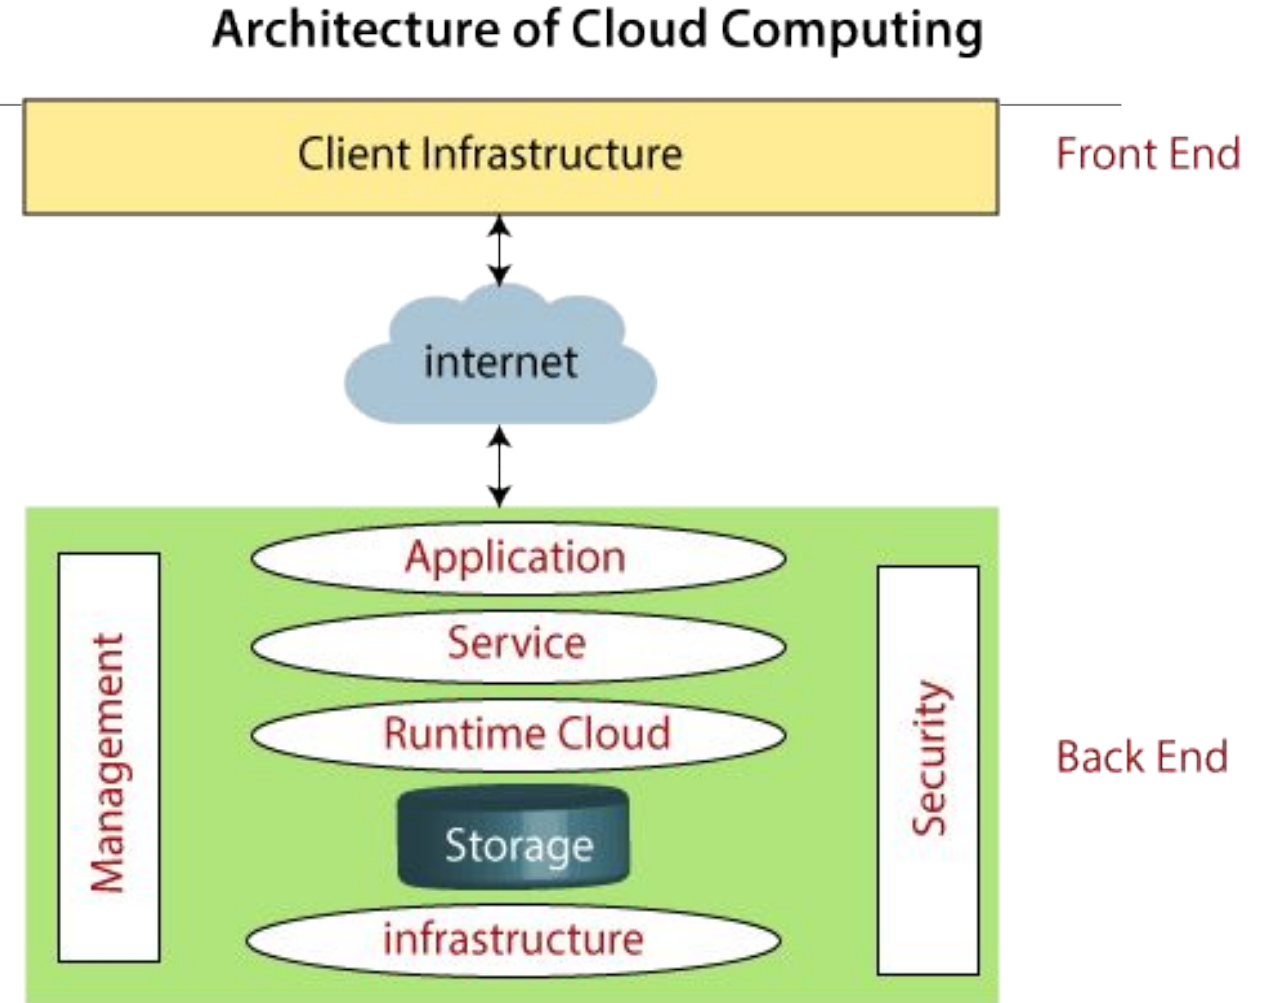 Architecture of Cloud Computing
Client Infrastructure
Front End
internet
Application
Service
Runtime Cloud
Storage
infrastructure
Management
Security
Back End